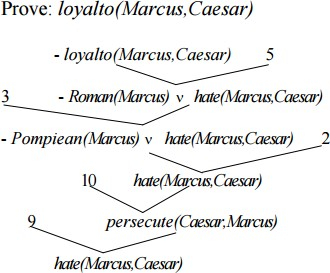 Prove: loyalto(Marcus,Caesar)
- loyalto(Marcus,Caesar) 5
3 - Roman(Marcus) v hate(Marcus,Caesar)
- Pompiean(Marcus) v hate(Marcus,Caesar) 2
10 hate(Marcus,Caesar)
9 persecute(Caesar,Marcus)
hate(Marcus,Caesar)